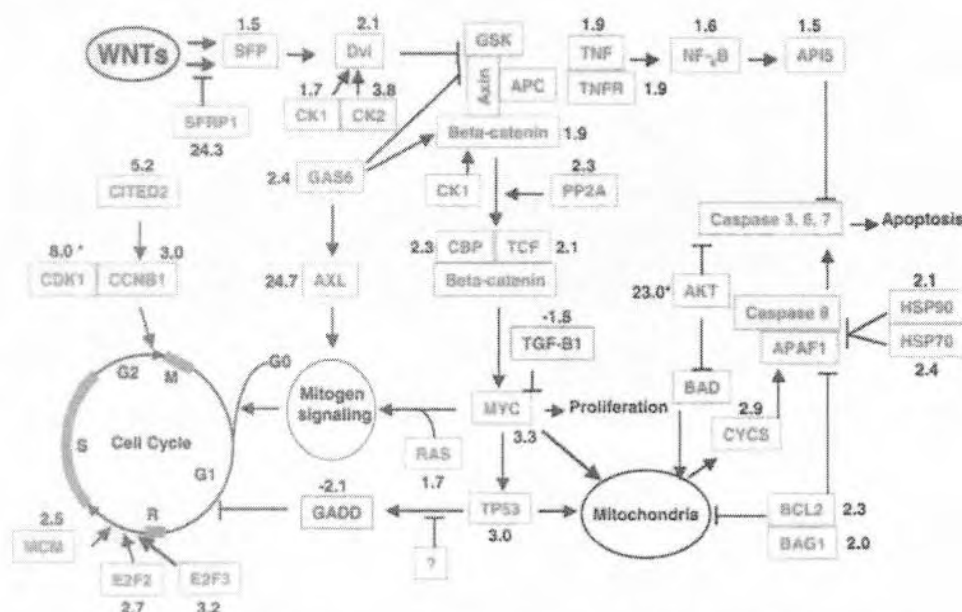 1.5 2.1 1.9 1.6 1.5
WNTs SFP Dvl GSK TNF NF-κB API5
Axin APC TNFR 1.9
1.7 3.8
CK1 CK2
SFRP1
24.3
Beta-catenin 1.9
5.2
CITED2
2.4 GAS6
CK1
2.3
PP2A
Caspase 3, 6, 7 Apoptosis
8.0 * 3.0
CDK1 CCNB1
24.7 AXL
2.3 CBP TCF 2.1
Beta-catenin
23.0* AKT
2.1
Caspase 9 HSP90
APAF1 HSP70
2.4
-1.5
TGF-B1
G0
G2 M
Mitogen
signaling
MYC Proliferation
3.3
BAD
2.9
CYCS
S Cell Cycle
G1
RAS
1.7
R
-2.1
GADD
TP53
3.0
Mitochondria
BCL2 2.3
BAG1 2.0
2.5
MCM
?
E2F2 E2F3
2.7 3.2